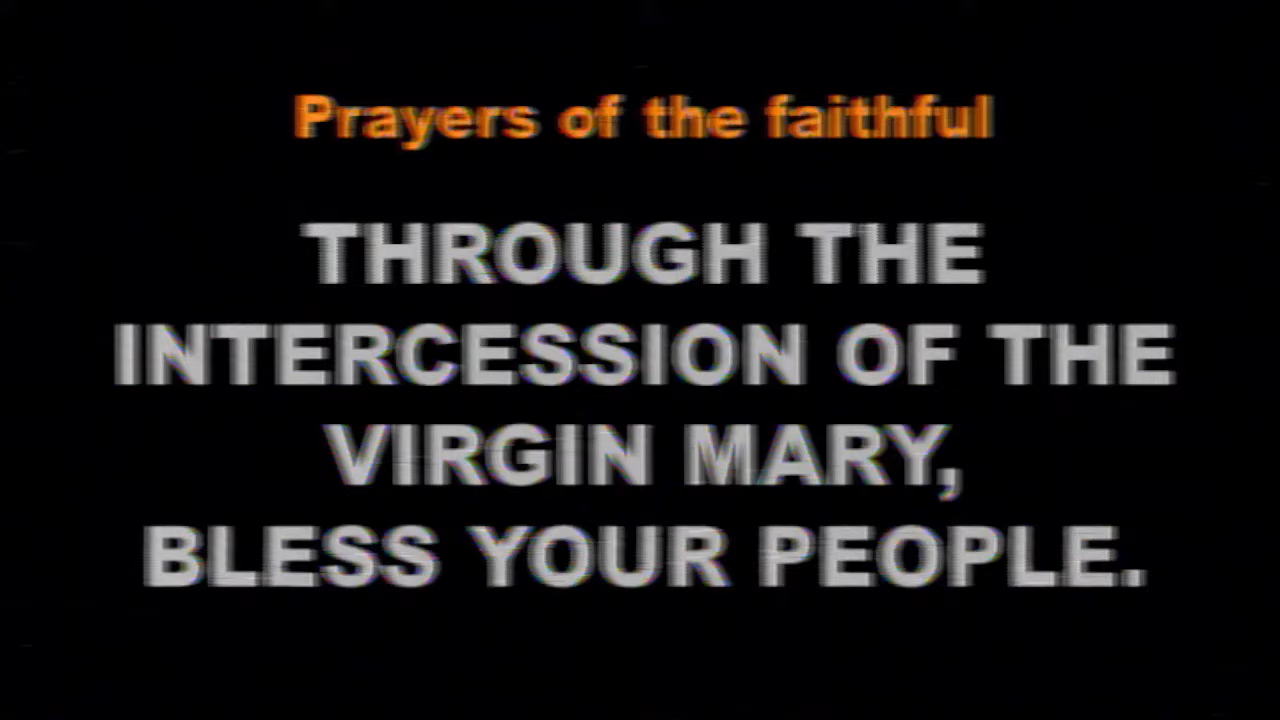 Prayers of the faithful
THROUGH THE
INTERCESSION OF THE
VIRGIN MARY,
BLESS YOUR PEOPLE.